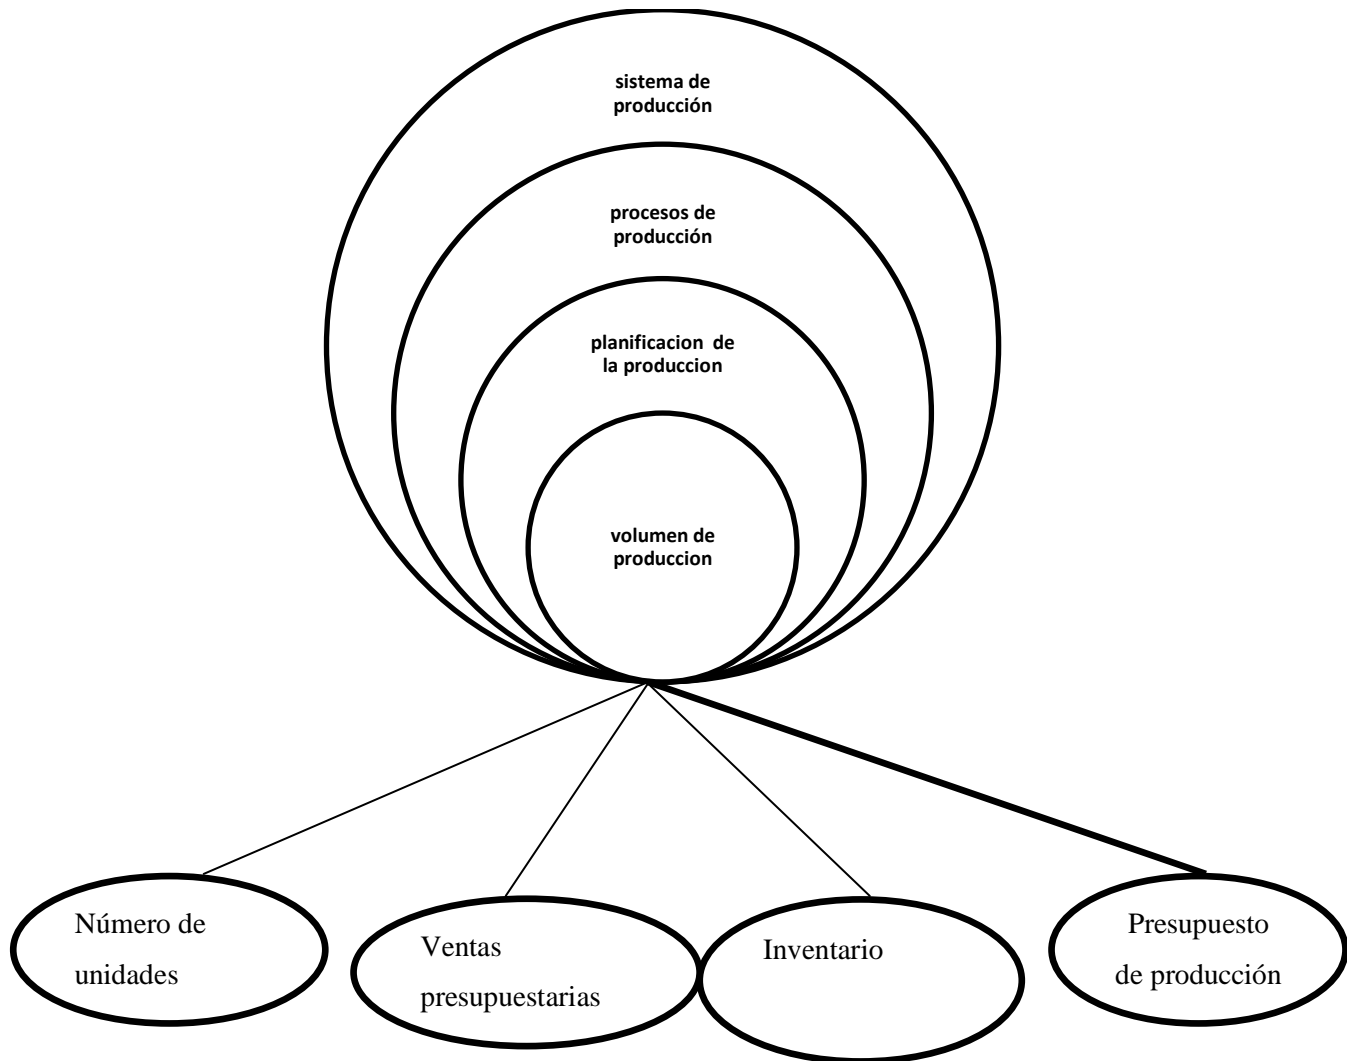 sistema de
producción
procesos de
producción
planificacion de
la produccion
volumen de
produccion
Número de
unidades
Ventas
presupuestarias
Inventario
Presupuesto
de producción